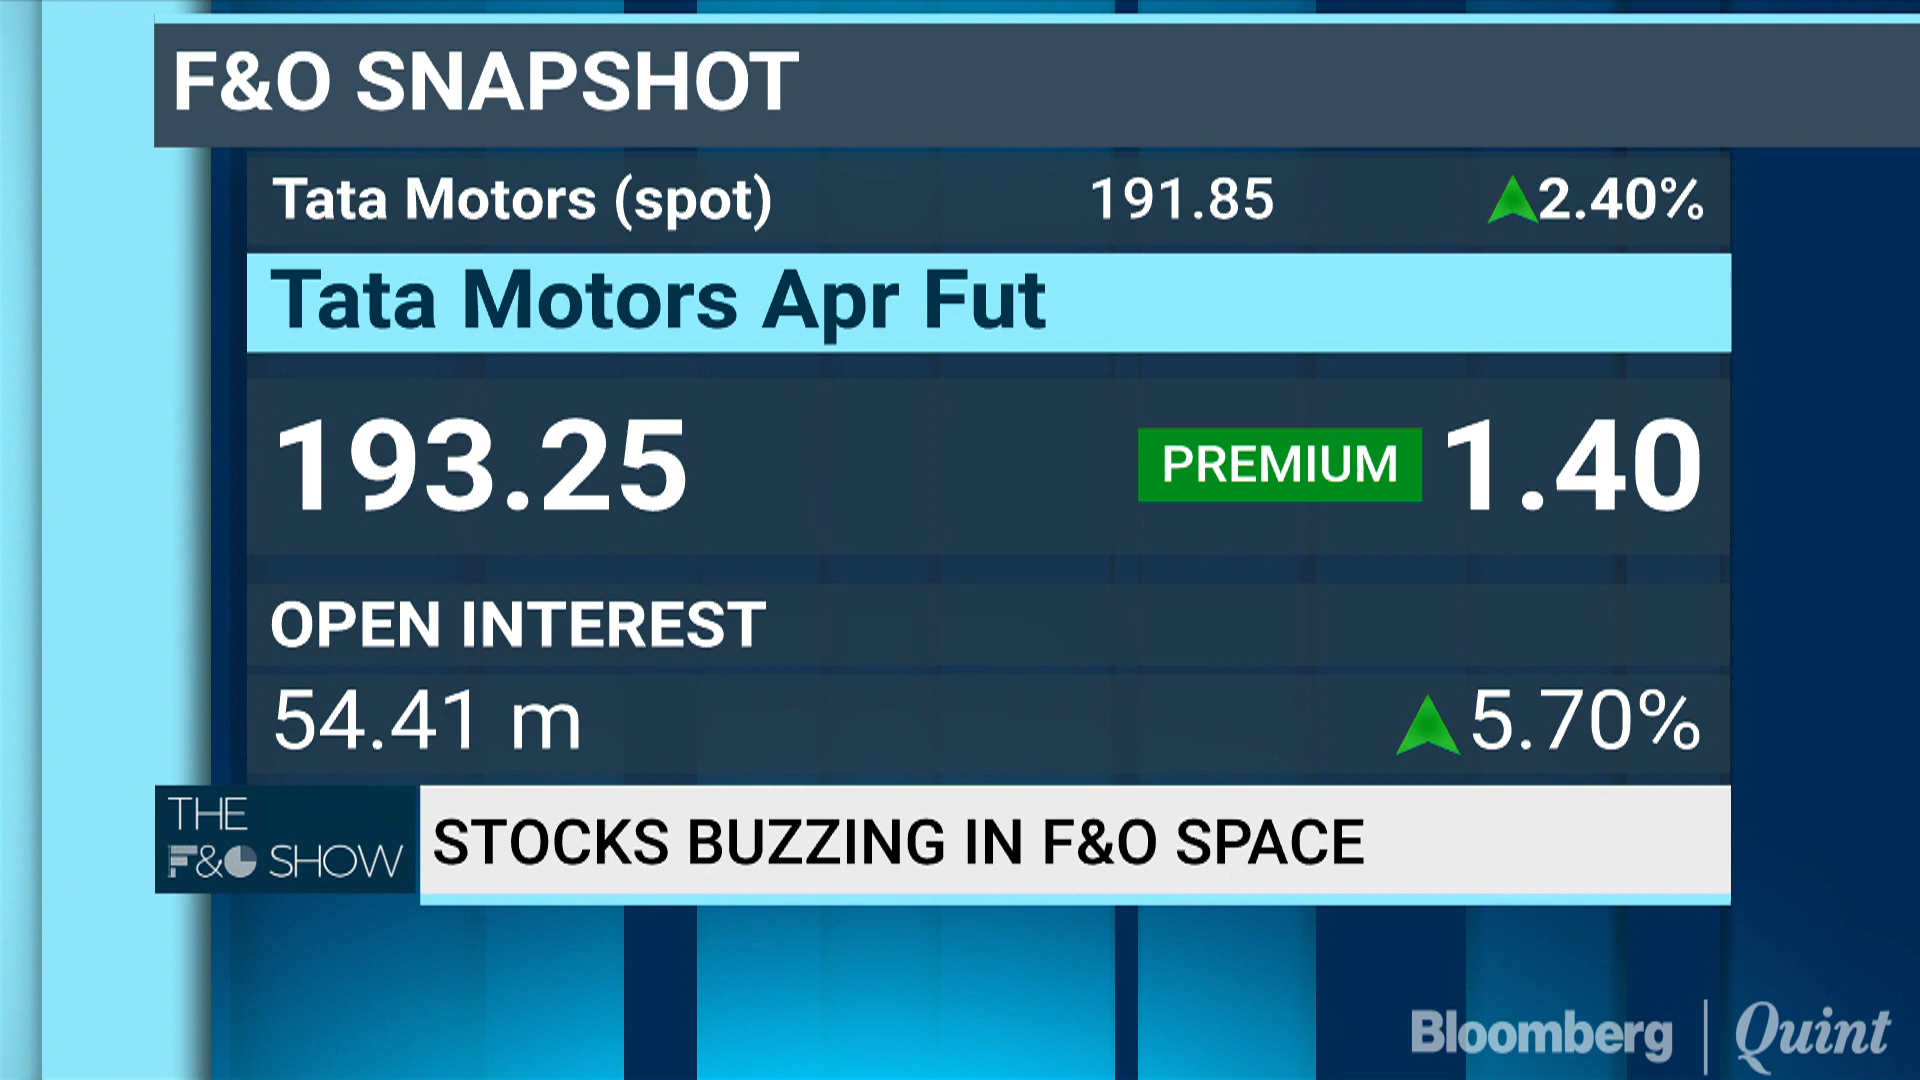 F&O SNAPSHOT
Tata Motors (spot) 191.85 ▲2.40%
Tata Motors Apr Fut
193.25 PREMIUM 1.40
OPEN INTEREST
54.41 m ▲5.70%
THE
F&O SHOW
STOCKS BUZZING IN F&O SPACE
Bloomberg | Quint